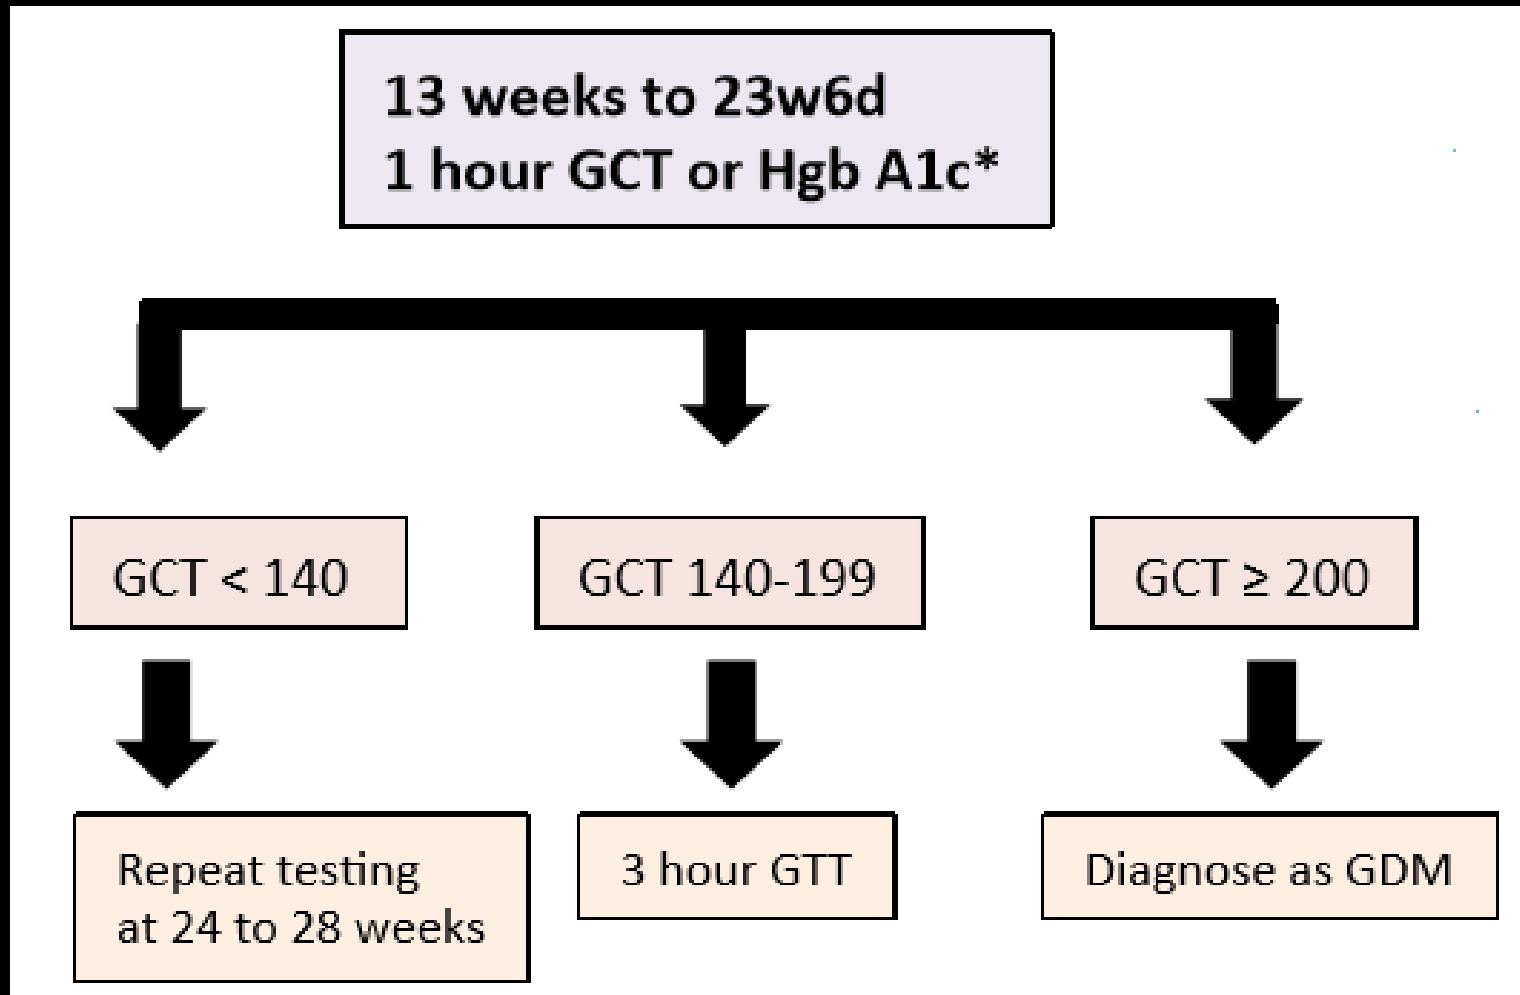 13 weeks to 23w6d
1 hour GCT or Hgb A1c*
GCT < 140
GCT 140-199
GCT ≥ 200
Repeat testing
at 24 to 28 weeks
3 hour GTT
Diagnose as GDM